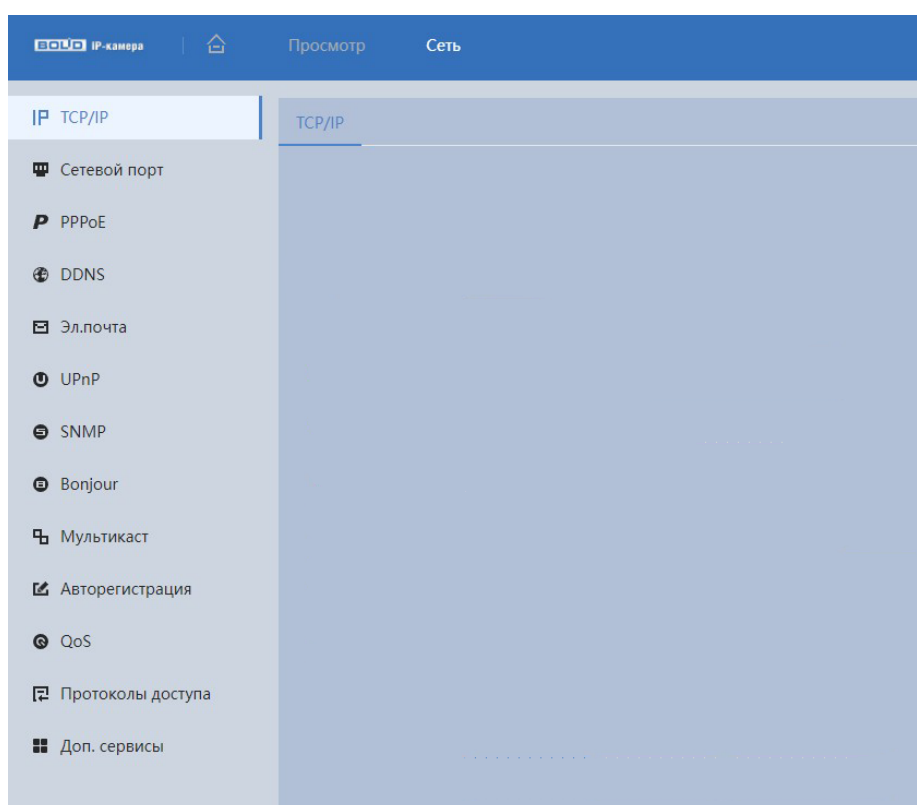 BOLID IP-камера
Просмотр
Сеть
TCP/IP
TCP/IP
Сетевой порт
PPPoE
DDNS
Эл.почта
UPnP
SNMP
Bonjour
Мультикаст
Авторегистрация
QoS
Протоколы доступа
Доп. сервисы